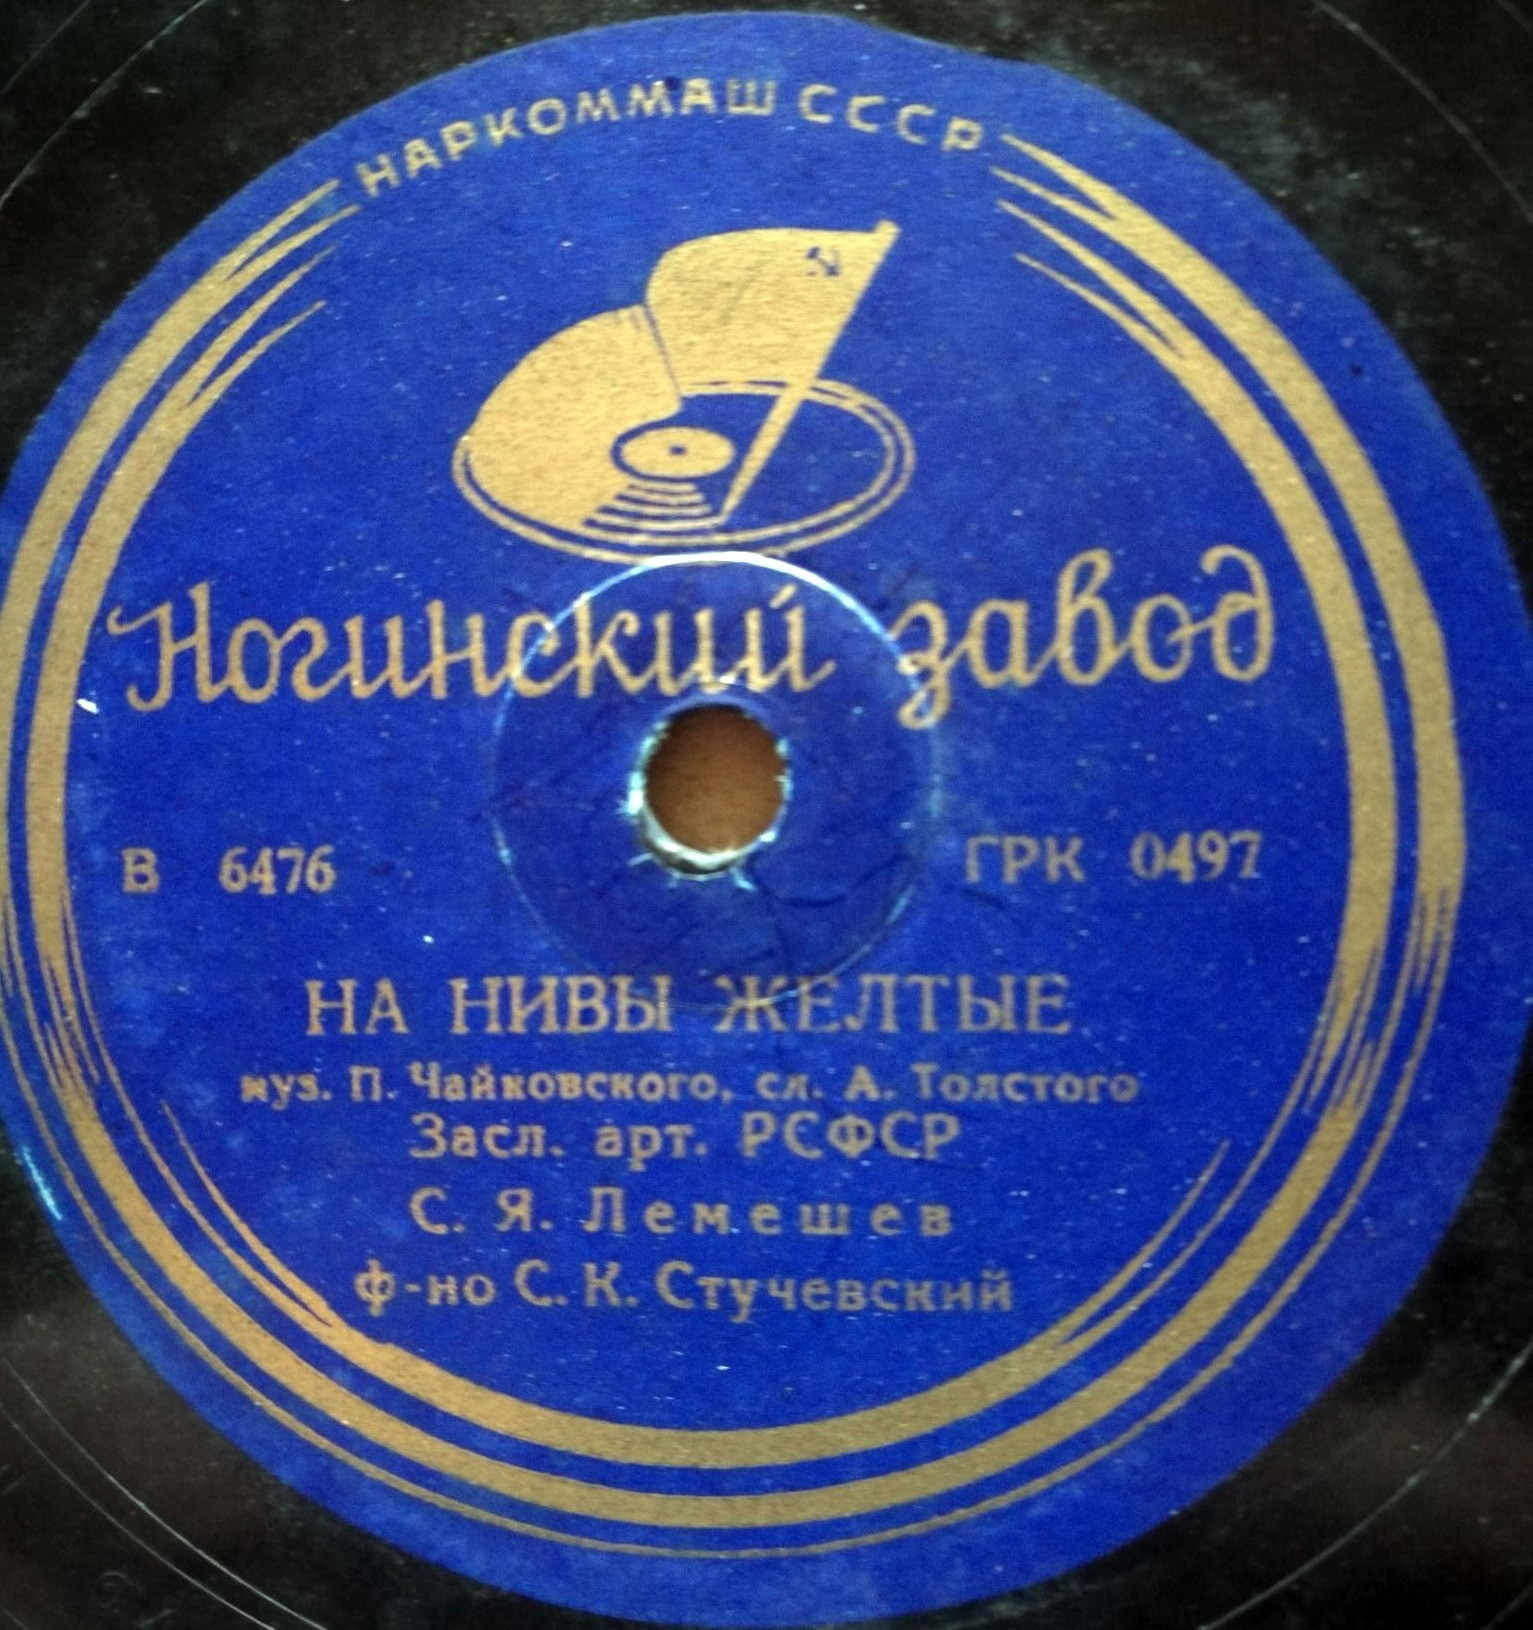 НАРКОММАШ СССР
Ногинский завод
В 6476 ГРК 0497
НА НИВЫ ЖЕЛТЫЕ
муз. П. Чайковского, сл. А. Толстого
Засл. арт. РСФСР
С. Я. Лемешев
ф-но С. К. Стучевский